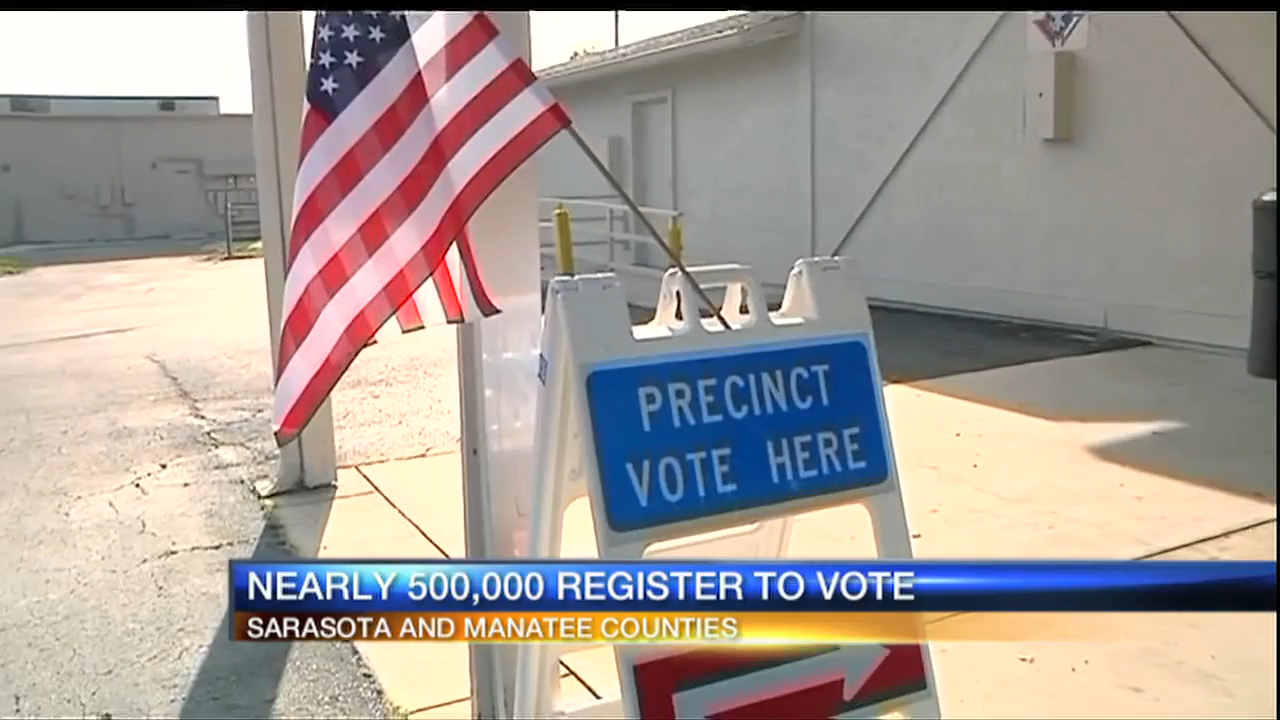 PRECINCT
VOTE HERE
NEARLY 500,000 REGISTER TO VOTE
SARASOTA AND MANATEE COUNTIES